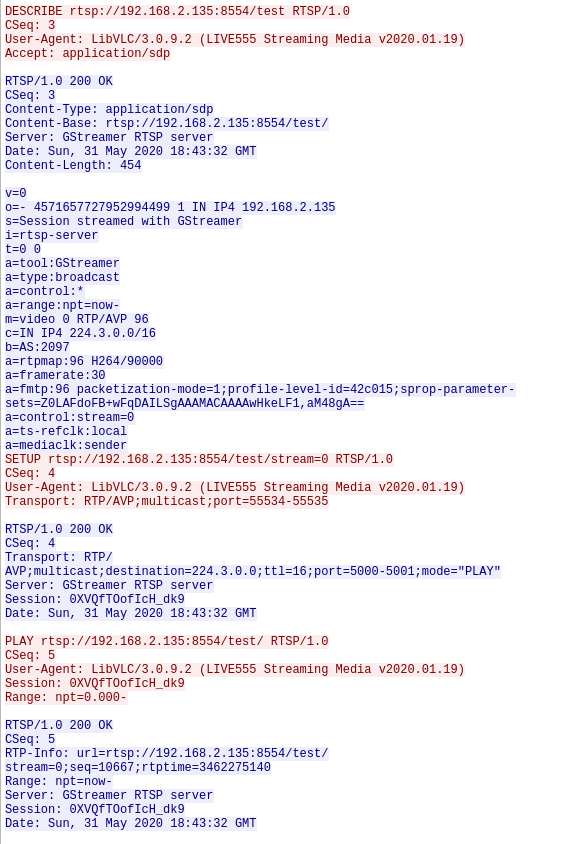 DESCRIBE rtsp://192.168.2.135:8554/test RTSP/1.0
CSeq: 3
User-Agent: LibVLC/3.0.9.2 (LIVE555 Streaming Media v2020.01.19)
Accept: application/sdp
RTSP/1.0 200 OK
CSeq: 3
Content-Type: application/sdp
Content-Base: rtsp://192.168.2.135:8554/test/
Server: GStreamer RTSP server
Date: Sun, 31 May 2020 18:43:32 GMT
Content-Length: 454
v=0
o=- 4571657727952994499 1 IN IP4 192.168.2.135
s=Session streamed with GStreamer
i=rtsp-server
t=0 0
a=tool:GStreamer
a=type:broadcast
a=control:*
a=range:npt=now-
m=video 0 RTP/AVP 96
c=IN IP4 224.3.0.0/16
b=AS:2097
a=rtpmap:96 H264/90000
a=framerate:30
a=fmtp:96 packetization-mode=1;profile-level-id=42c015;sprop-parameter-
sets=Z0LAFdoFB+wFqDAILSgAAAMACAAAAwHkeLF1,aM48gA==
a=control:stream=0
a=ts-refclk:local
a=mediaclk:sender
SETUP rtsp://192.168.2.135:8554/test/stream=0 RTSP/1.0
CSeq: 4
User-Agent: LibVLC/3.0.9.2 (LIVE555 Streaming Media v2020.01.19)
Transport: RTP/AVP;multicast;port=55534-55535
RTSP/1.0 200 OK
CSeq: 4
Transport: RTP/
AVP;multicast;destination=224.3.0.0;ttl=16;port=5000-5001;mode="PLAY"
Server: GStreamer RTSP server
Session: 0XVQfTOofIcH_dk9
Date: Sun, 31 May 2020 18:43:32 GMT
PLAY rtsp://192.168.2.135:8554/test/ RTSP/1.0
CSeq: 5
User-Agent: LibVLC/3.0.9.2 (LIVE555 Streaming Media v2020.01.19)
Session: 0XVQfTOofIcH_dk9
Range: npt=0.000-
RTSP/1.0 200 OK
CSeq: 5
RTP-Info: url=rtsp://192.168.2.135:8554/test/
stream=0;seq=10667;rtptime=3462275140
Range: npt=now-
Server: GStreamer RTSP server
Session: 0XVQfTOofIcH_dk9
Date: Sun, 31 May 2020 18:43:32 GMT